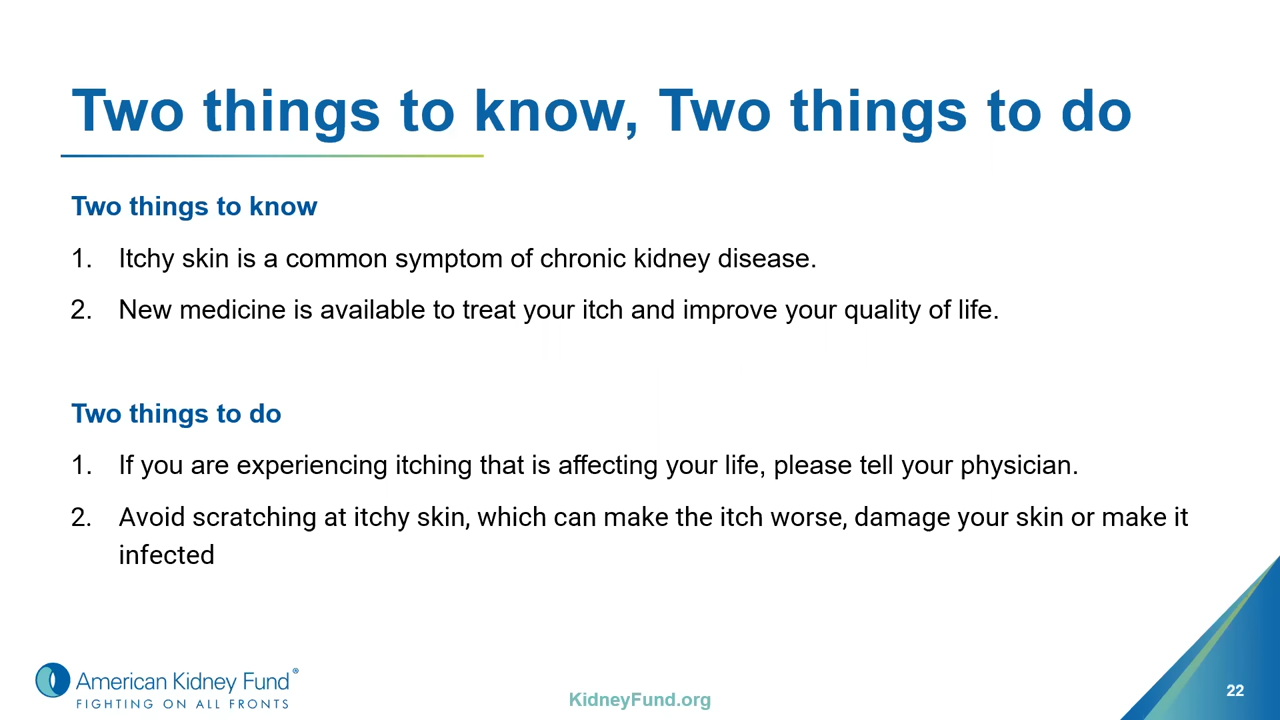 Two things to know, Two things to do
Two things to know
1. Itchy skin is a common symptom of chronic kidney disease.
2. New medicine is available to treat your itch and improve your quality of life.
Two things to do
1. If you are experiencing itching that is affecting your life, please tell your physician.
2. Avoid scratching at itchy skin, which can make the itch worse, damage your skin or make it
infected
American Kidney Fund®
FIGHTING ON ALL FRONTS
KidneyFund.org
22